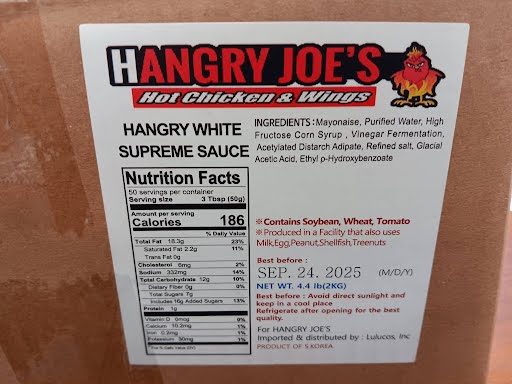 HANGRY JOE'S
Hot Chicken & Wings
HANGRY WHITE
SUPREME SAUCE
INGREDIENTS : Mayonaise, Purified Water, High
Fructose Corn Syrup , Vinegar Fermentation,
Acetylated Distarch Adipate, Refined salt, Glacial
Acetic Acid, Ethyl p-Hydroxybenzoate
Nutrition Facts
50 servings per container
Serving size 3 Tbsp (50g)
Amount per serving
Calories 186
% Daily Value
Total Fat 18.3g 23%
Saturated Fat 2.2g 11%
Trans Fat 0g
Cholesterol 6mg 2%
Sodium 332mg 14%
Total Carbohydrate 12g 10%
Dietary Fiber 0g 0%
Total Sugars 7g
Includes 16g Added Sugars 13%
Protein 1g
Vitamin D 0mcg 0%
Calcium 10.2mg 1%
Iron 0.2mg 1%
Potassium 30mg 1%
※Contains Soybean, Wheat, Tomato
※Produced in a Facility that also uses
Milk,Egg,Peanut,Shellfish,Treenuts
Best before :
SEP. 24. 2025 (M/D/Y)
NET WT. 4.4 lb(2KG)
Best before : Avoid direct sunlight and
keep in a cool place
Refrigerate after opening for the best
quality.
For HANGRY JOE'S
Imported & distributed by : Lulucos, Inc
PRODUCT OF S.KOREA